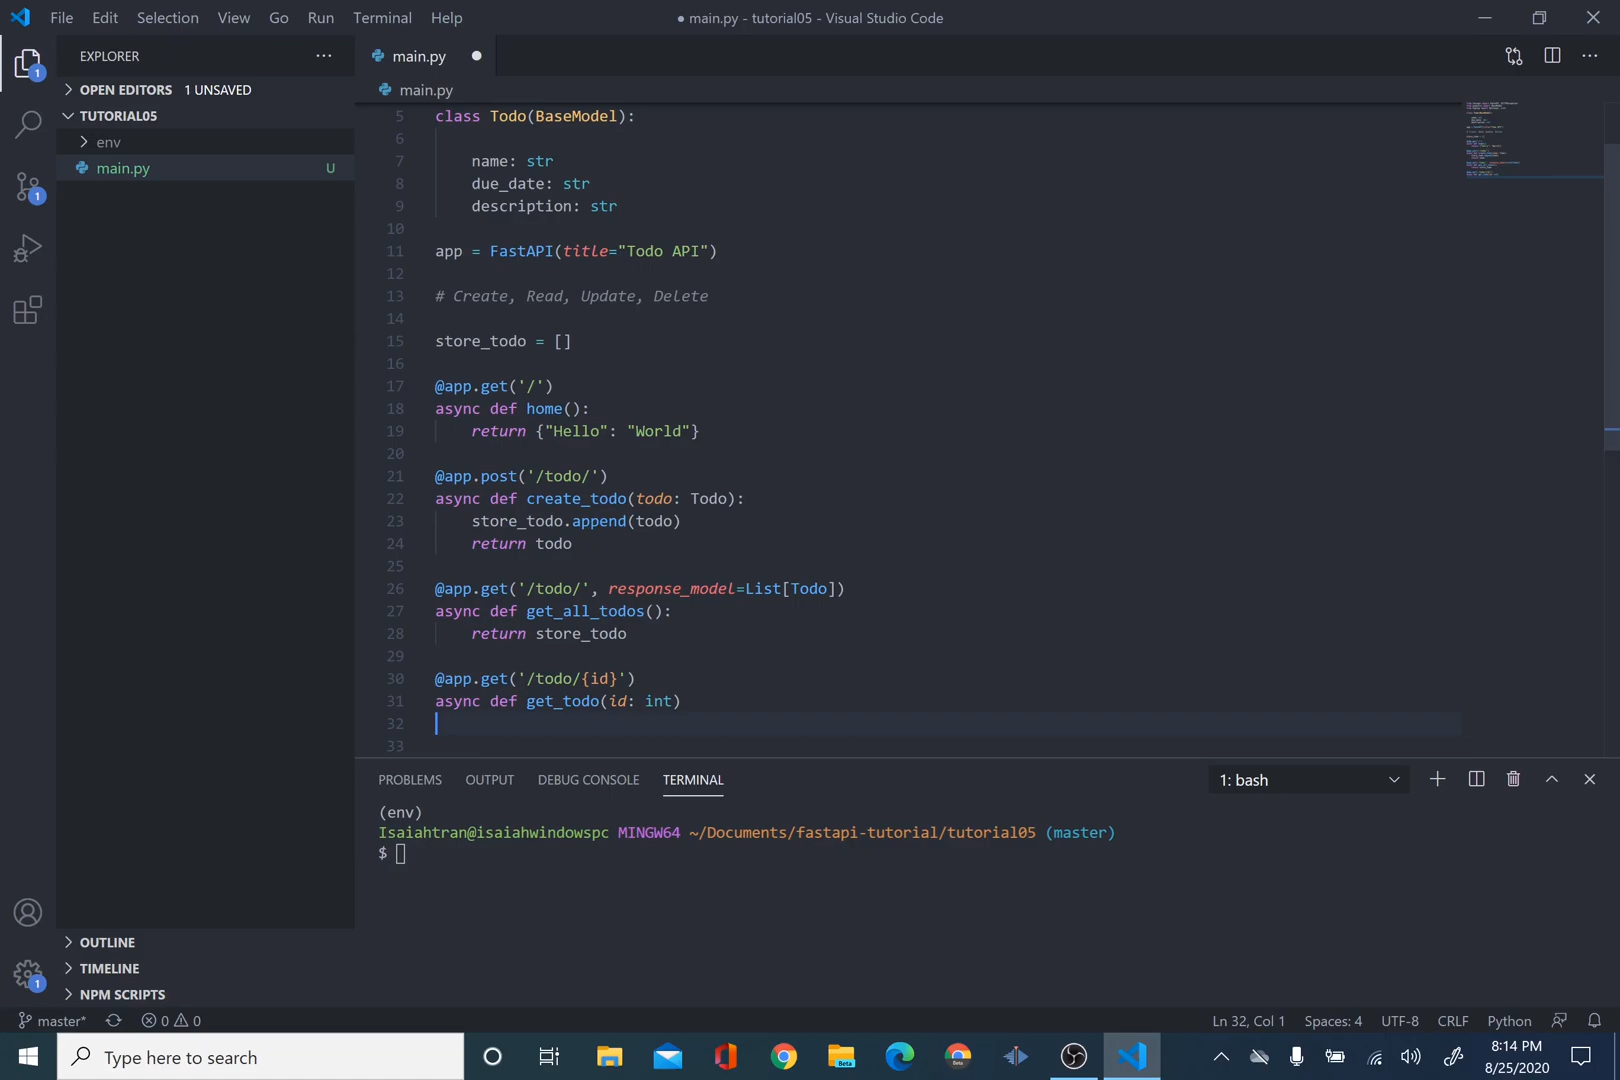 File Edit Selection View Go Run Terminal Help
● main.py - tutorial05 - Visual Studio Code
EXPLORER
main.py
OPEN EDITORS 1 UNSAVED
main.py
TUTORIAL05
env
main.py U
5 class Todo(BaseModel):
6
7 name: str
8 due_date: str
9 description: str
10
11 app = FastAPI(title="Todo API")
12
13 # Create, Read, Update, Delete
14
15 store_todo = []
16
17 @app.get('/')
18 async def home():
19 return {"Hello": "World"}
20
21 @app.post('/todo/')
22 async def create_todo(todo: Todo):
23 store_todo.append(todo)
24 return todo
25
26 @app.get('/todo/', response_model=List[Todo])
27 async def get_all_todos():
28 return store_todo
29
30 @app.get('/todo/{id}')
31 async def get_todo(id: int)
32
33
PROBLEMS OUTPUT DEBUG CONSOLE TERMINAL
1: bash
(env)
Isaiahtran@isaiahwindowspc MINGW64 ~/Documents/fastapi-tutorial/tutorial05 (master)
$
OUTLINE
TIMELINE
NPM SCRIPTS
1
1
1
master* 0 0
Ln 32, Col 1 Spaces: 4 UTF-8 CRLF Python
Type here to search
Beta
Beta
8:14 PM
8/25/2020